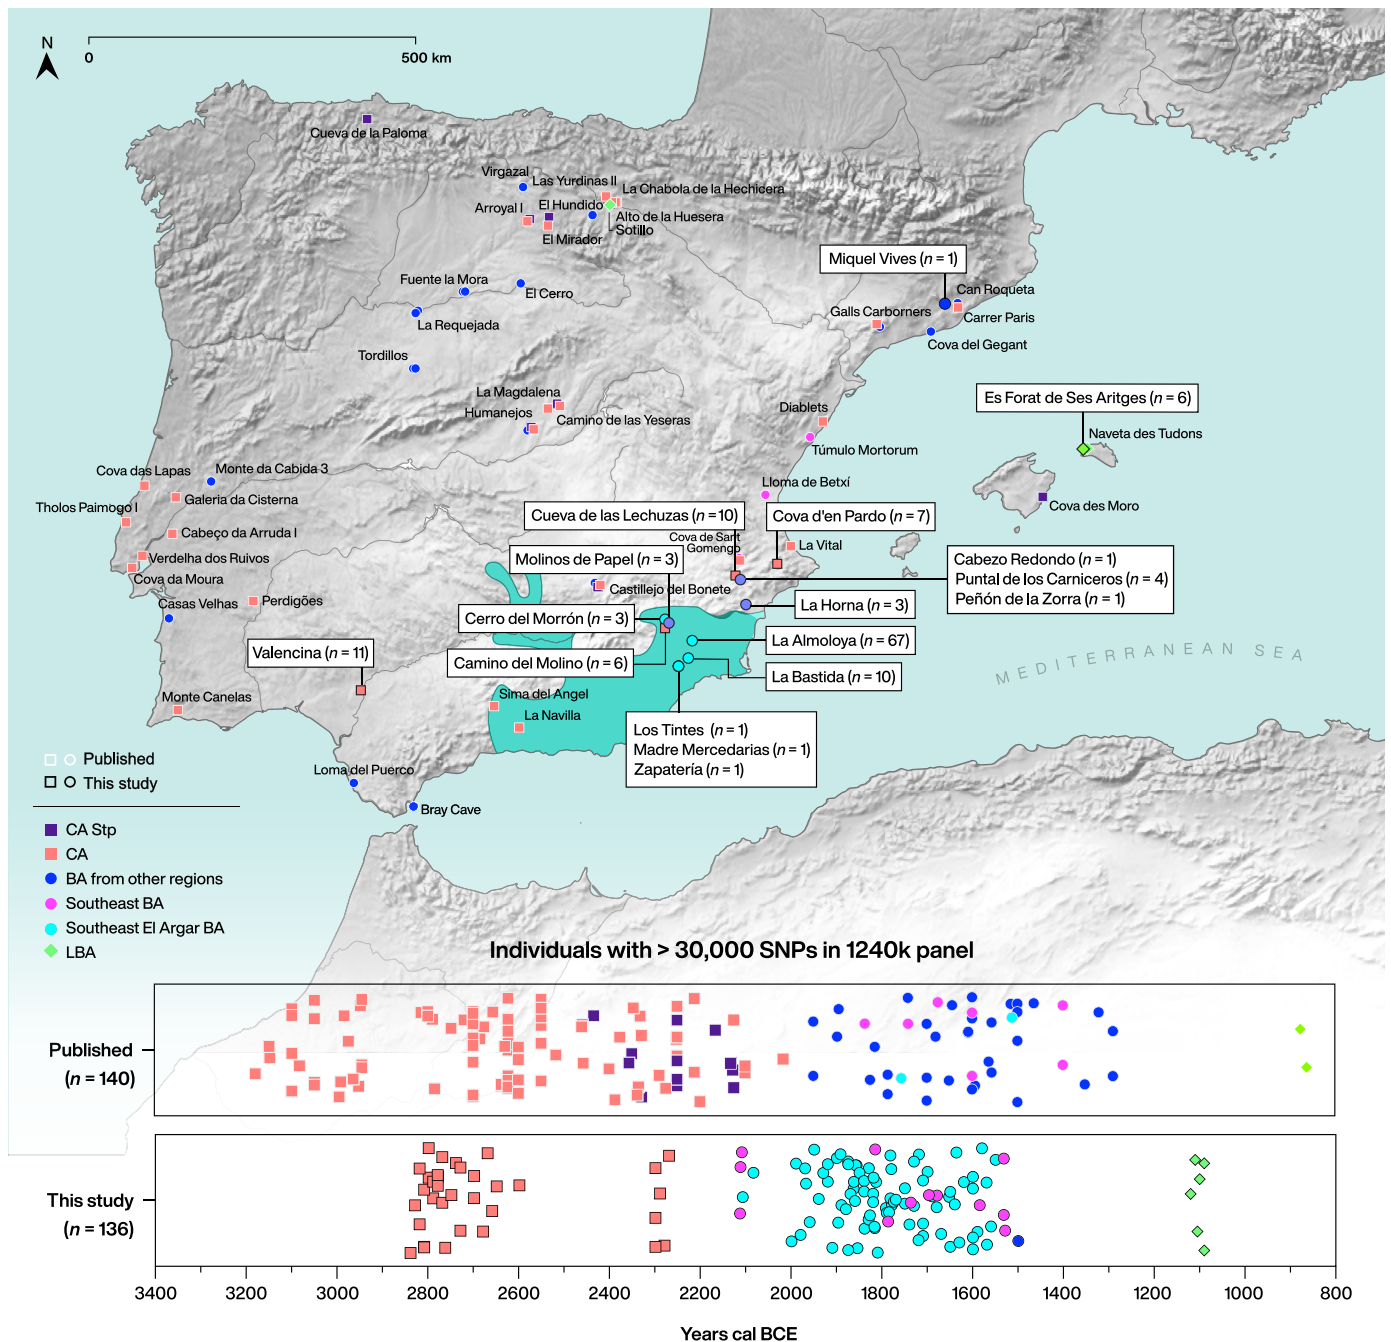 N
0
500 km
Cueva de la Paloma
Virgazal
Las Yurdinas II
La Chabola de la Hechicera
Arroyal I
El Hundido
Alto de la Huesera
Sotillo
El Mirador
Miquel Vives (n = 1)
Fuente la Mora
El Cerro
Can Roqueta
Galls Carborners
Carrer Paris
La Requejada
Cova del Gegant
Tordillos
La Magdalena
Es Forat de Ses Aritges (n = 6)
Humanejos
Camino de las Yeseras
Diablets
Naveta des Tudons
Túmulo Mortorum
Cova das Lapas
Monte da Cabida 3
Lloma de Betxí
Galeria da Cisterna
Cova des Moro
Tholos Paimogo I
Cueva de las Lechuzas (n = 10)
Cova d'en Pardo (n = 7)
Cabeço da Arruda I
Cova de Sant
Gomengo
La Vital
Verdelha dos Ruivos
Molinos de Papel (n = 3)
Cabezo Redondo (n = 1)
Puntal de los Carniceros (n = 4)
Peñón de la Zorra (n = 1)
Cova da Moura
Castillejo del Bonete
Casas Velhas
Perdigões
La Horna (n = 3)
Cerro del Morrón (n = 3)
La Almoloya (n = 67)
Valencina (n = 11)
MEDITERRANEAN SEA
Camino del Molino (n = 6)
La Bastida (n = 10)
Monte Canelas
Sima del Angel
La Navilla
Los Tintes (n = 1)
Madre Mercedarias (n = 1)
Zapatería (n = 1)
Published
This study
Loma del Puerco
Bray Cave
CA Stp
CA
BA from other regions
Southeast BA
Southeast El Argar BA
LBA
Individuals with > 30,000 SNPs in 1240k panel
Published
(n = 140)
This study
(n = 136)
3400 3200 3000 2800 2600 2400 2200 2000 1800 1600 1400 1200 1000 800
Years cal BCE